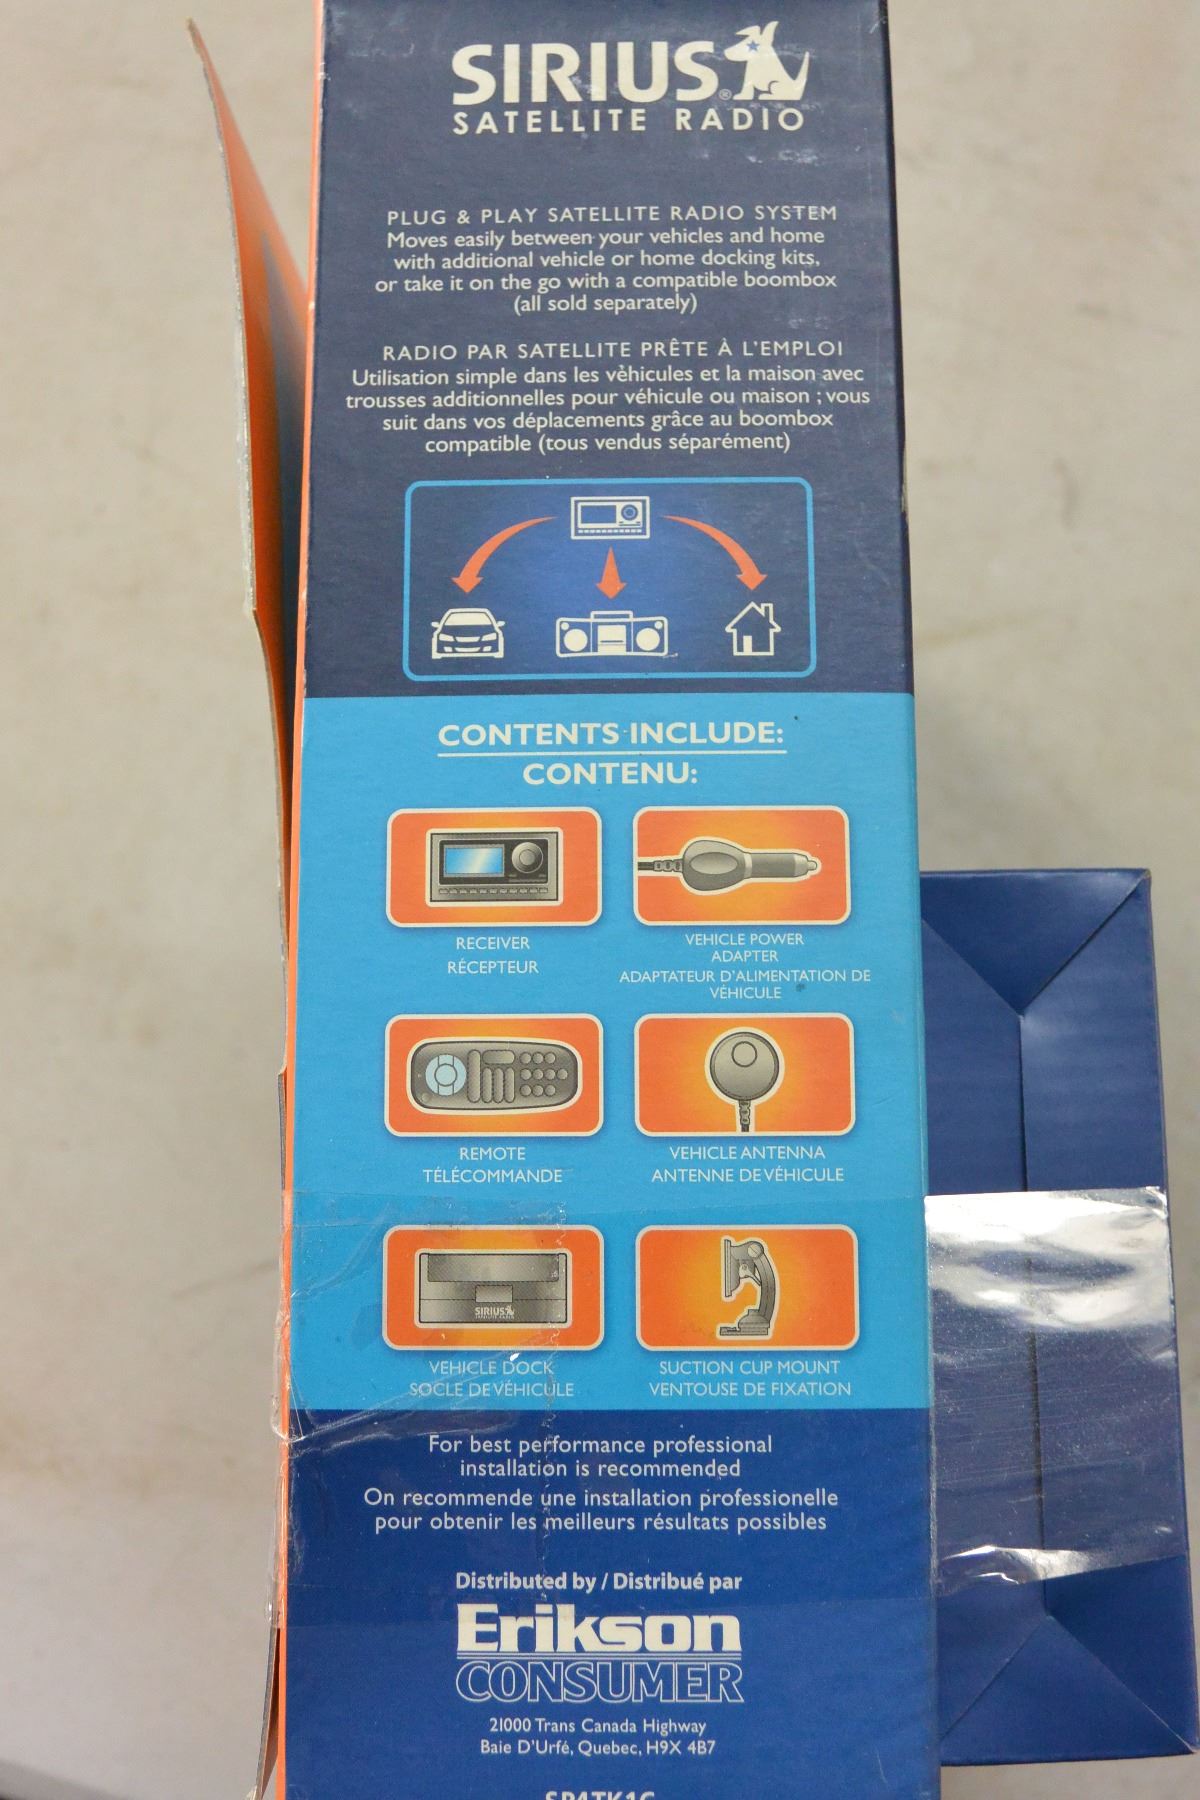 SIRIUS®
SATELLITE RADIO
PLUG & PLAY SATELLITE RADIO SYSTEM
Moves easily between your vehicles and home
with additional vehicle or home docking kits,
or take it on the go with a compatible boombox
(all sold separately)
RADIO PAR SATELLITE PRÊTE À L'EMPLOI
Utilisation simple dans les vèhicules et la maison avec
trousses additionnelles pour véhicule ou maison ; vous
suit dans vos déplacements grâce au boombox
compatible (tous vendus séparément)
CONTENTS INCLUDE:
CONTENU:
RECEIVER
RÉCEPTEUR
VEHICLE POWER
ADAPTER
ADAPTATEUR D'ALIMENTATION DE
VÉHICULE
REMOTE
TÉLÉCOMMANDE
VEHICLE ANTENNA
ANTENNE DE VÉHICULE
SIRIUS
SATELLITE RADIO
VEHICLE DOCK
SOCLE DE VÉHICULE
SUCTION CUP MOUNT
VENTOUSE DE FIXATION
For best performance professional
installation is recommended
On recommende une installation professionelle
pour obtenir les meilleurs résultats possibles
Distributed by / Distribué par
Erikson
CONSUMER
21000 Trans Canada Highway
Baie D'Urfé, Quebec, H9X 4B7